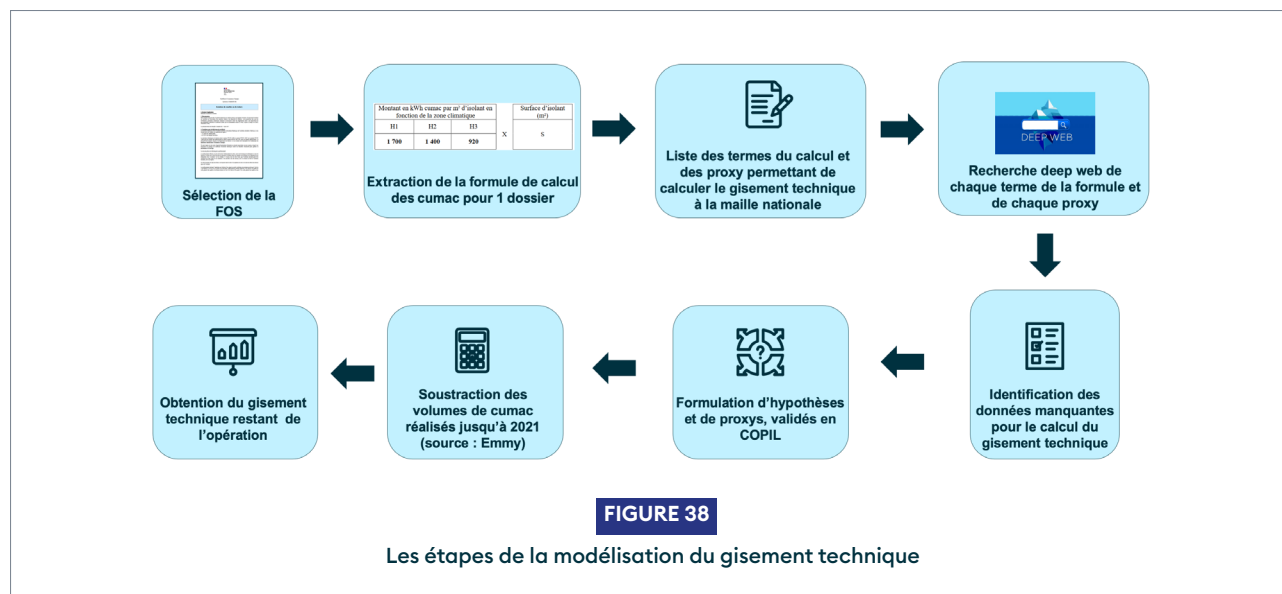 Sélection de la
FOS
Montant en kWh cumac par m² d'isolant en
fonction de la zone climatique
H1 H2 H3
1 700 1 400 920
X
Surface d'isolant
(m²)
S
Extraction de la formule de calcul
des cumac pour 1 dossier
Liste des termes du calcul et
des proxy permettant de
calculer le gisement technique
à la maille nationale
DEEP WEB
Recherche deep web de
chaque terme de la formule et
de chaque proxy
Identification des
données manquantes
pour le calcul du
gisement technique
?
Formulation d'hypothèses
et de proxys, validés en
COPIL
Soustraction des
volumes de cumac
réalisés jusqu'à 2021
(source : Emmy)
Obtention du gisement
technique restant de
l'opération
FIGURE 38
Les étapes de la modélisation du gisement technique